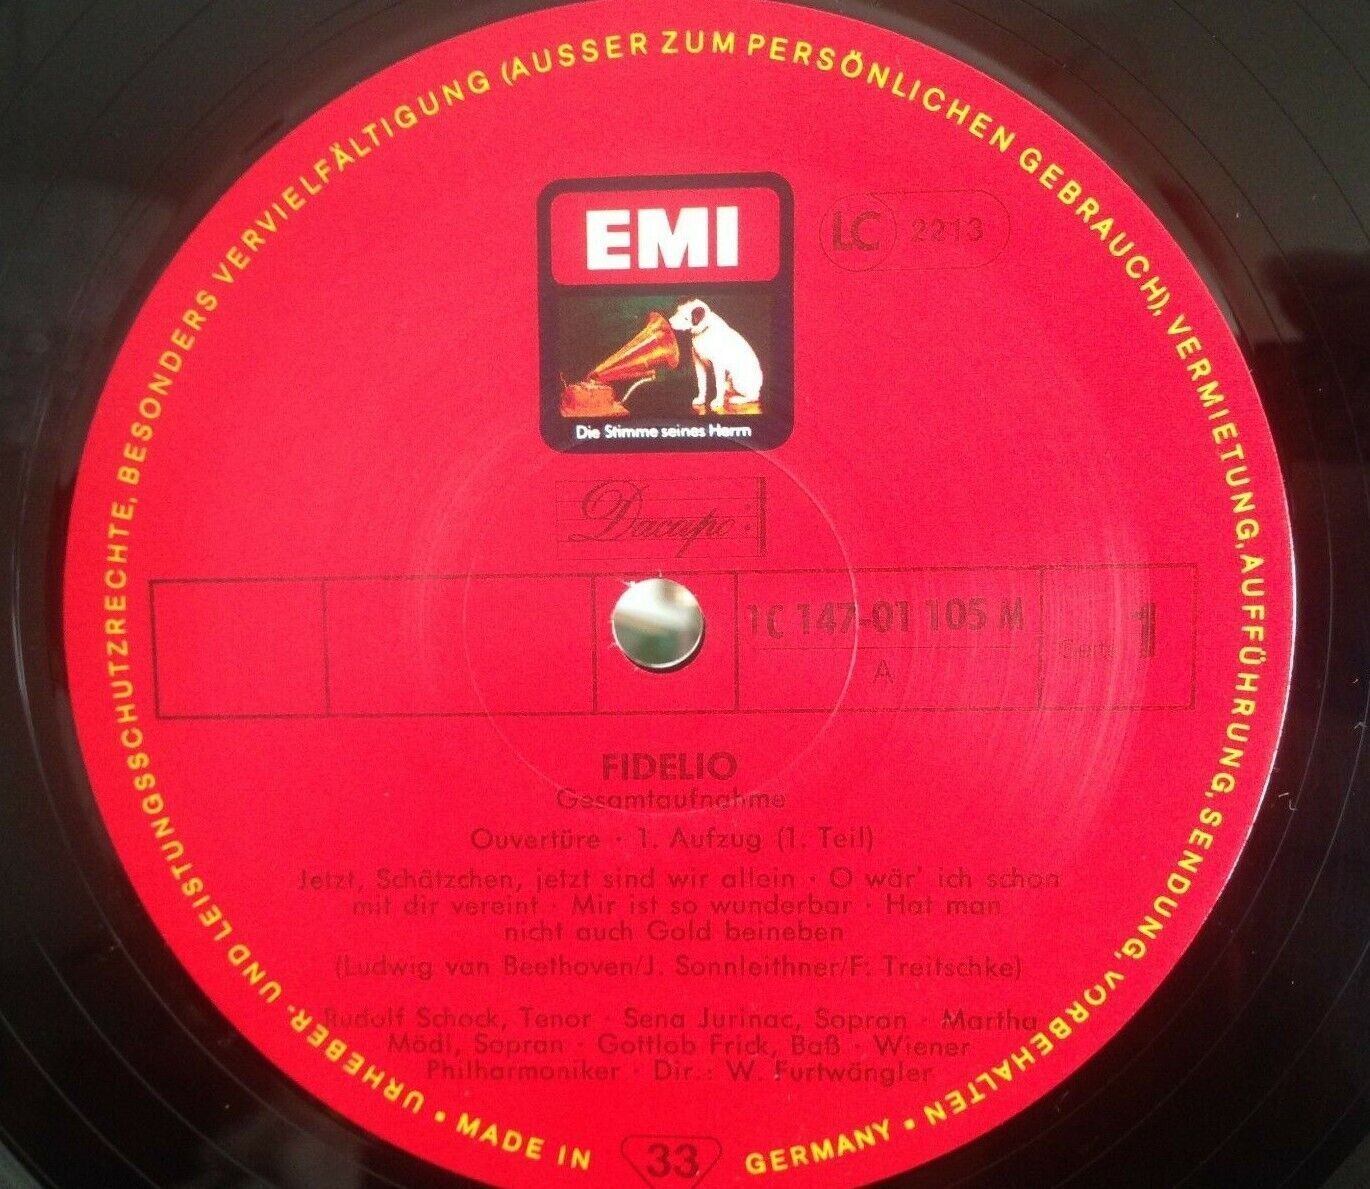 URHEBER- UND LEISTUNGSSCHUTZRECHTE, BESONDERS VERVIELFÄLTIGUNG (AUSSER ZUM PERSÖNLICHEN GEBRAUCH), VERMIETUNG, AUFFÜHRUNG, SENDUNG, VORBEHALTEN •
EMI
LC 2213
Die Stimme seines Herrn
Dacapo
1C 147-01 105 M
A
Seite 1
FIDELIO
Gesamtaufnahme
Ouvertüre · 1. Aufzug (1. Teil)
Jetzt, Schätzchen, jetzt sind wir allein · O wär' ich schon
mit dir vereint · Mir ist so wunderbar · Hat man
nicht auch Gold beineben
(Ludwig van Beethoven/J. Sonnleithner/F. Treitschke)
Rudolf Schock, Tenor · Sena Jurinac, Sopran · Martha
Mödl, Sopran · Gottlob Frick, Baß · Wiener
Philharmoniker · Dir.: W. Furtwängler
• MADE IN GERMANY
33